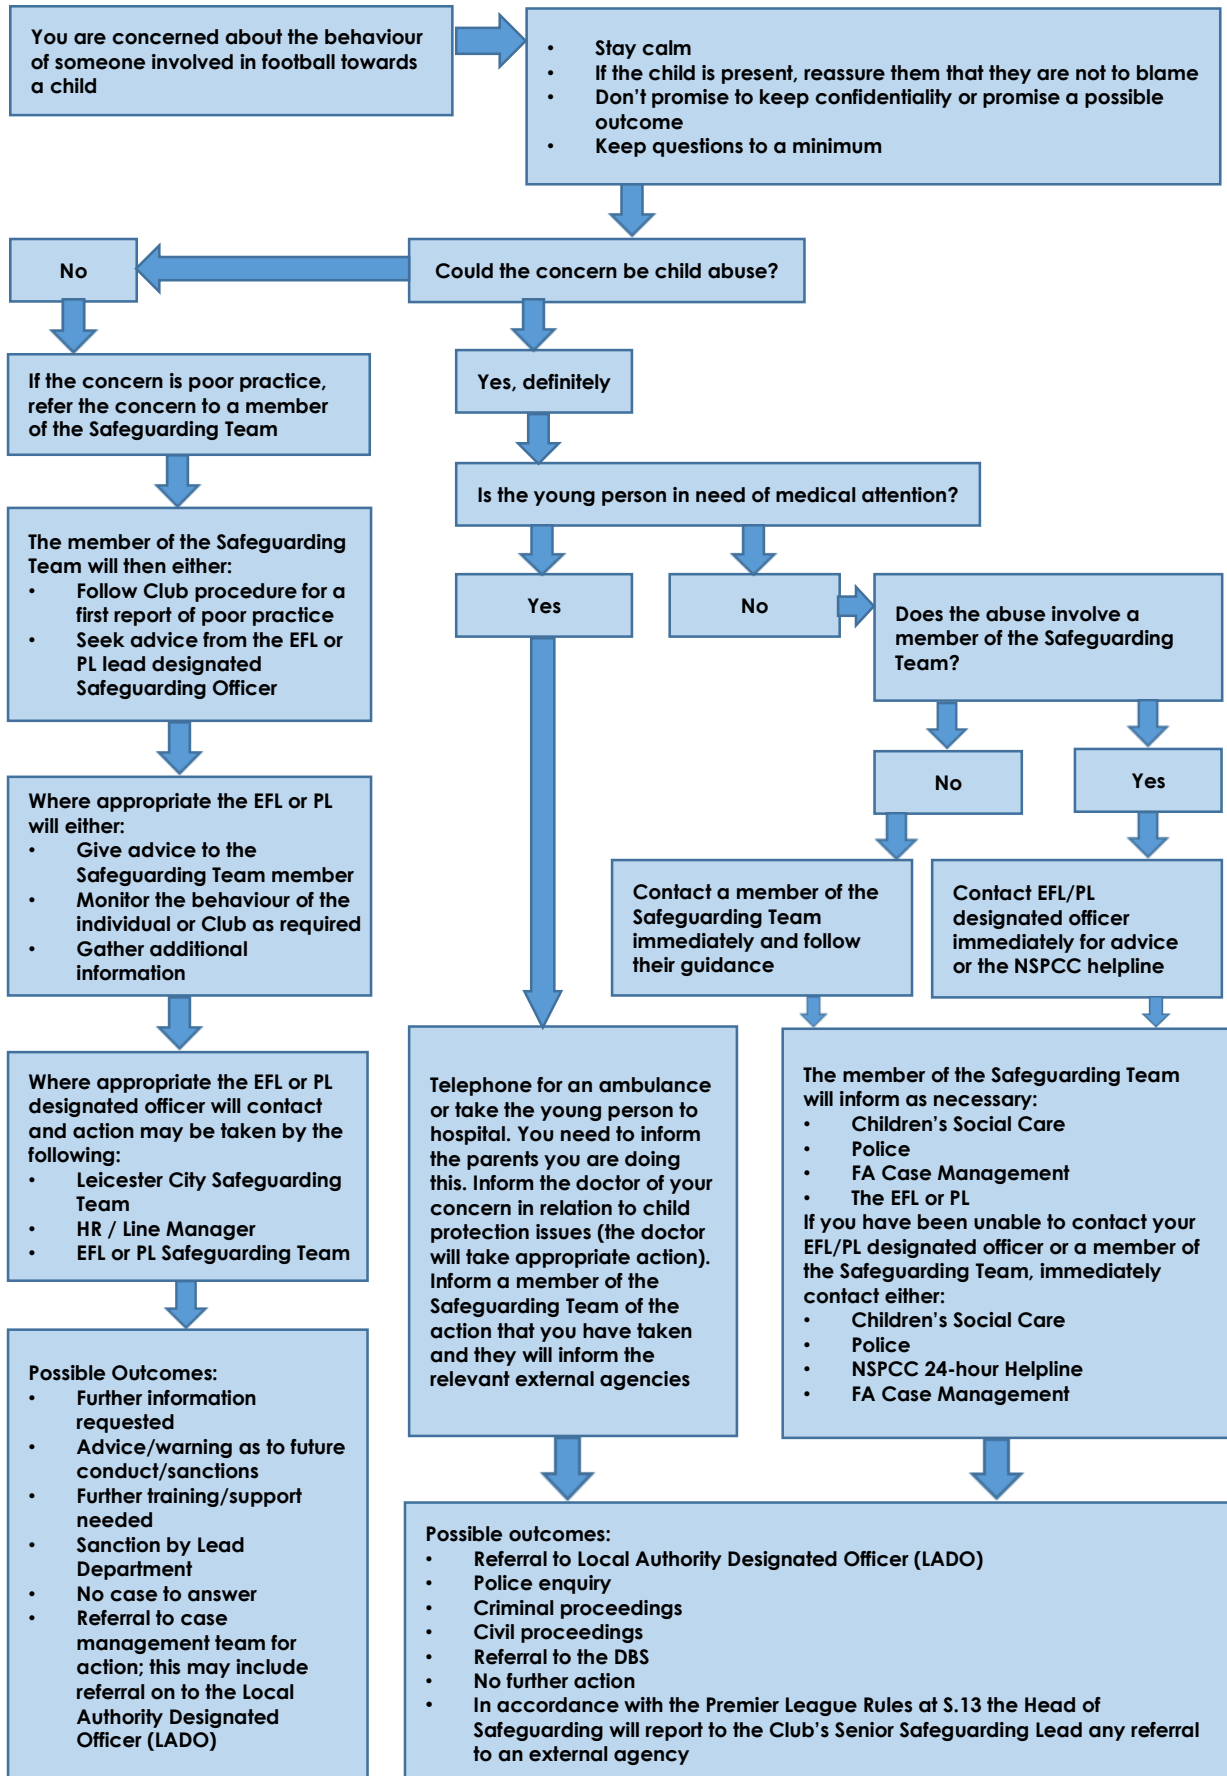 You are concerned about the behaviour
of someone involved in football towards
a child
• Stay calm
• If the child is present, reassure them that they are not to blame
• Don't promise to keep confidentiality or promise a possible
outcome
• Keep questions to a minimum
Could the concern be child abuse?
No
If the concern is poor practice,
refer the concern to a member
of the Safeguarding Team
The member of the Safeguarding
Team will then either:
• Follow Club procedure for a
first report of poor practice
• Seek advice from the EFL or
PL lead designated
Safeguarding Officer
Where appropriate the EFL or PL
will either:
• Give advice to the
Safeguarding Team member
• Monitor the behaviour of the
individual or Club as required
• Gather additional
information
Where appropriate the EFL or PL
designated officer will contact
and action may be taken by the
following:
• Leicester City Safeguarding
Team
• HR / Line Manager
• EFL or PL Safeguarding Team
Possible Outcomes:
• Further information
requested
• Advice/warning as to future
conduct/sanctions
• Further training/support
needed
• Sanction by Lead
Department
• No case to answer
• Referral to case
management team for
action; this may include
referral on to the Local
Authority Designated
Officer (LADO)
Yes, definitely
Is the young person in need of medical attention?
Yes
No
Does the abuse involve a
member of the Safeguarding
Team?
No
Yes
Contact a member of the
Safeguarding Team
immediately and follow
their guidance
Contact EFL/PL
designated officer
immediately for advice
or the NSPCC helpline
Telephone for an ambulance
or take the young person to
hospital. You need to inform
the parents you are doing
this. Inform the doctor of your
concern in relation to child
protection issues (the doctor
will take appropriate action).
Inform a member of the
Safeguarding Team of the
action that you have taken
and they will inform the
relevant external agencies
The member of the Safeguarding Team
will inform as necessary:
• Children's Social Care
• Police
• FA Case Management
• The EFL or PL
If you have been unable to contact your
EFL/PL designated officer or a member of
the Safeguarding Team, immediately
contact either:
• Children's Social Care
• Police
• NSPCC 24-hour Helpline
• FA Case Management
Possible outcomes:
• Referral to Local Authority Designated Officer (LADO)
• Police enquiry
• Criminal proceedings
• Civil proceedings
• Referral to the DBS
• No further action
• In accordance with the Premier League Rules at S.13 the Head of
Safeguarding will report to the Club's Senior Safeguarding Lead any referral
to an external agency